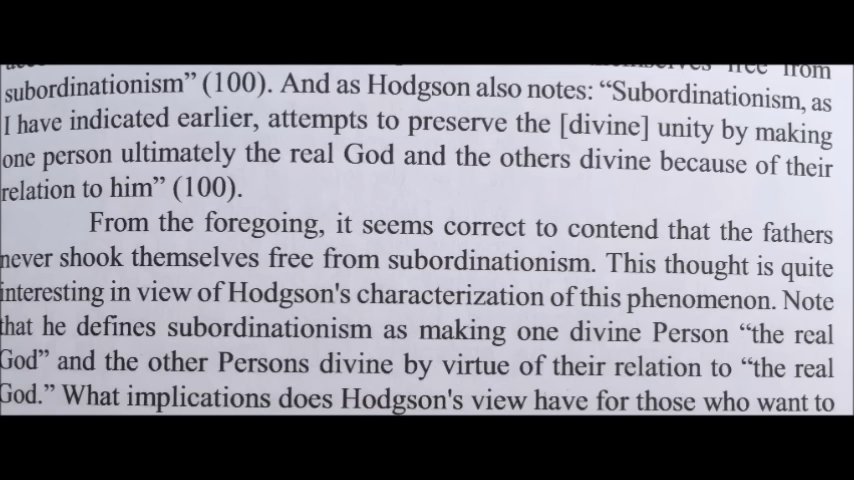 free from
subordinationism” (100). And as Hodgson also notes: “Subordinationism, as
I have indicated earlier, attempts to preserve the [divine] unity by making
one person ultimately the real God and the others divine because of their
relation to him” (100).
From the foregoing, it seems correct to contend that the fathers
never shook themselves free from subordinationism. This thought is quite
interesting in view of Hodgson's characterization of this phenomenon. Note
that he defines subordinationism as making one divine Person “the real
God” and the other Persons divine by virtue of their relation to “the real
God.” What implications does Hodgson's view have for those who want to